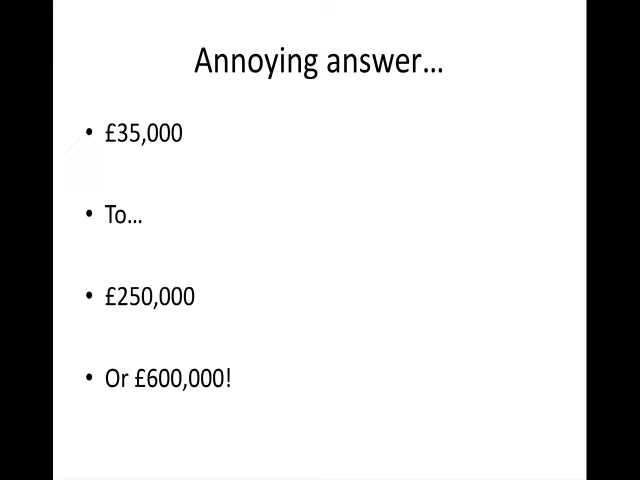 Annoying answer...
• £35,000
• To...
• £250,000
• Or £600,000!